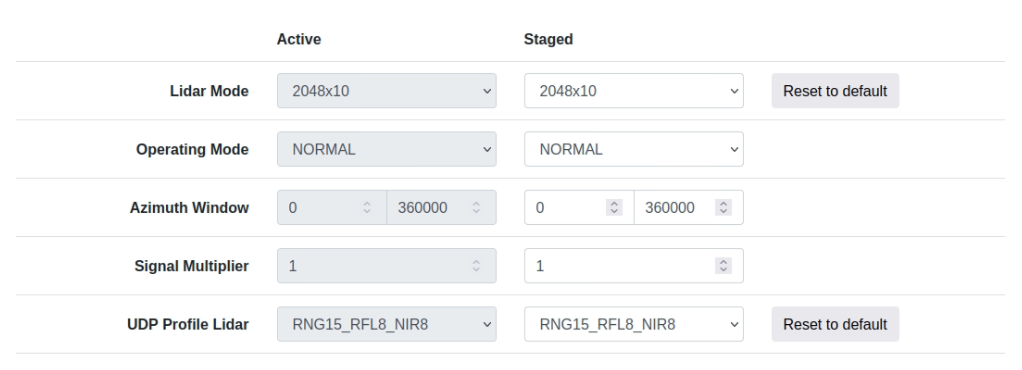 Active Staged
Lidar Mode 2048x10 2048x10 Reset to default
Operating Mode NORMAL NORMAL
Azimuth Window 0 360000 0 360000
Signal Multiplier 1 1
UDP Profile Lidar RNG15_RFL8_NIR8 RNG15_RFL8_NIR8 Reset to default